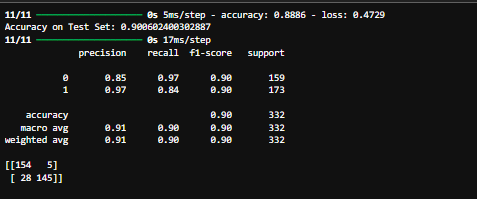 11/11 ━━━━━━━━━━━━━━━━━━━━ 0s 5ms/step - accuracy: 0.8886 - loss: 0.4729
Accuracy on Test Set: 0.900602400302887
11/11 ━━━━━━━━━━━━━━━━━━━━ 0s 17ms/step
precision recall f1-score support
0 0.85 0.97 0.90 159
1 0.97 0.84 0.90 173
accuracy 0.90 332
macro avg 0.91 0.90 0.90 332
weighted avg 0.91 0.90 0.90 332
[[154 5]
[ 28 145]]